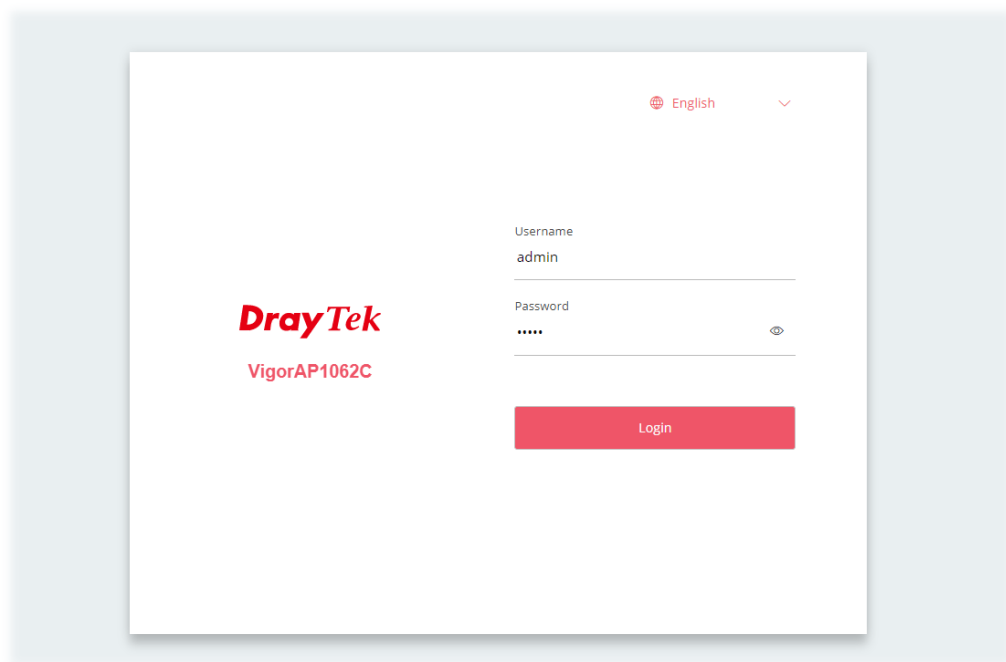 English
Username
admin
Password
•••••
DrayTek
VigorAP1062C
Login